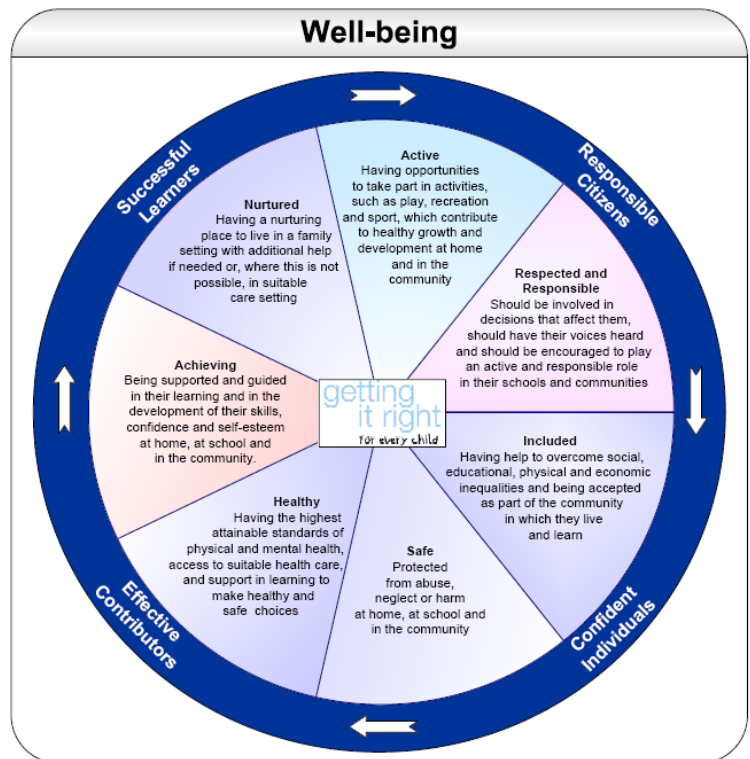 Well-being
Successful
Learners
Responsible
Citizens
Active
Having opportunities
to take part in activities,
such as play, recreation
and sport, which contribute
to healthy growth and
development at home
and in the
community
Nurtured
Having a nurturing
place to live in a family
setting with additional help
if needed or, where this is not
possible, in suitable
care setting
Respected and
Responsible
Should be involved in
decisions that affect them,
should have their voices heard
and should be encouraged to play
an active and responsible role
in their schools and communities
Achieving
Being supported and guided
in their learning and in the
development of their skills,
confidence and self-esteem
at home, at school and
in the community.
getting
it right
for every child
Included
Having help to overcome social,
educational, physical and economic
inequalities and being accepted
as part of the community
in which they live
and learn
Healthy
Having the highest
attainable standards of
physical and mental health,
access to suitable health care,
and support in learning to
make healthy and
safe choices
Safe
Protected
from abuse,
neglect or harm
at home, at school and
in the community
Effective
Contributors
Confident
Individuals